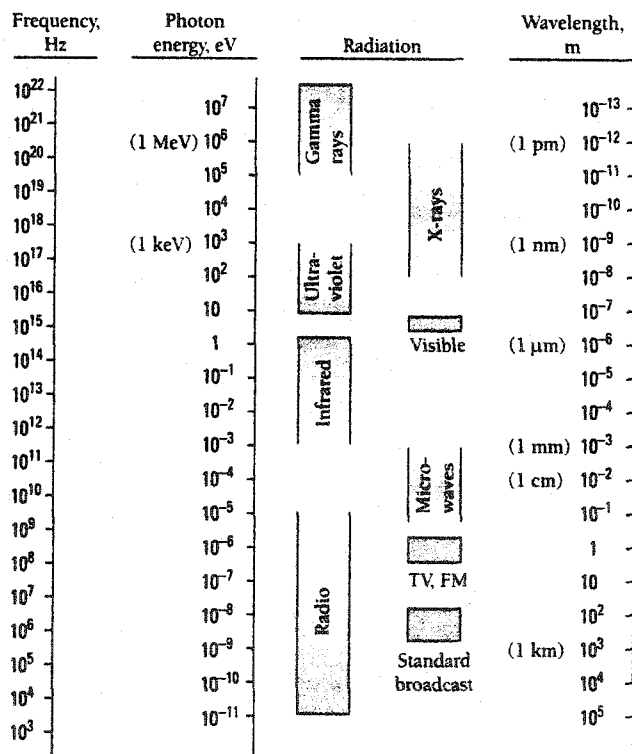 Frequency, Hz
Photon energy, eV
Radiation
Wavelength, m
10²²
10²¹
10²⁰
10¹⁹
10¹⁸
10¹⁷
10¹⁶
10¹⁵
10¹⁴
10¹³
10¹²
10¹¹
10¹⁰
10⁹
10⁸
10⁷
10⁶
10⁵
10⁴
10³
10⁷
(1 MeV) 10⁶
10⁵
10⁴
(1 keV) 10³
10²
10
1
10⁻¹
10⁻²
10⁻³
10⁻⁴
10⁻⁵
10⁻⁶
10⁻⁷
10⁻⁸
10⁻⁹
10⁻¹⁰
10⁻¹¹
Gamma
rays
Ultra-
violet
Infrared
Radio
X-rays
Visible
Micro-
waves
TV, FM
Standard
broadcast
10⁻¹³
(1 pm) 10⁻¹²
10⁻¹¹
10⁻¹⁰
(1 nm) 10⁻⁹
10⁻⁸
10⁻⁷
(1 μm) 10⁻⁶
10⁻⁵
10⁻⁴
(1 mm) 10⁻³
(1 cm) 10⁻²
10⁻¹
1
10
10²
(1 km) 10³
10⁴
10⁵